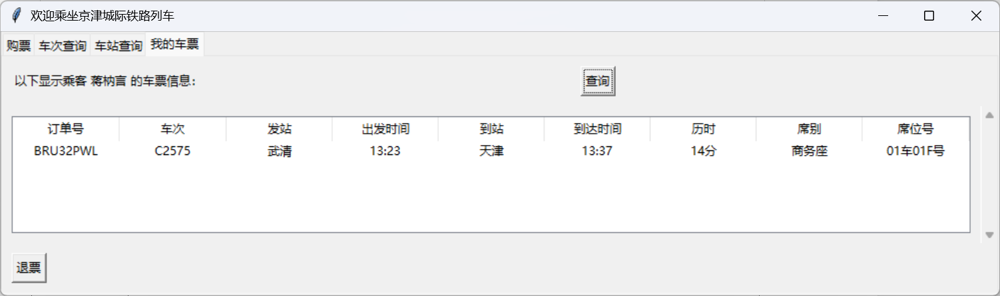 欢迎乘坐京津城际铁路列车
购票 车次查询 车站查询 我的车票
以下显示乘客 蒋枘言 的车票信息： 查询
订单号 车次 发站 出发时间 到站 到达时间 历时 席别 席位号
BRU32PWL C2575 武清 13:23 天津 13:37 14分 商务座 01车01F号
退票